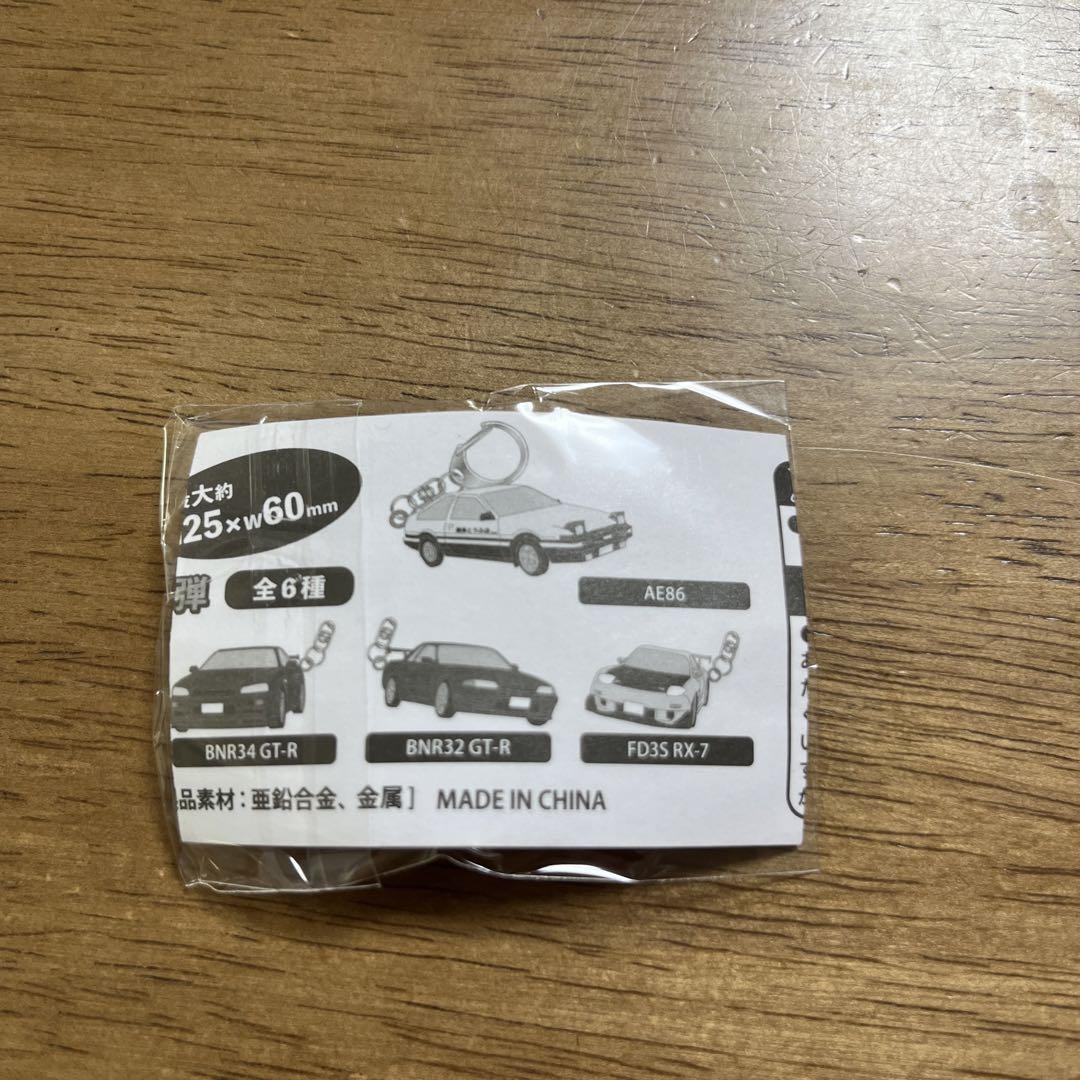 大約
25×W60mm
弾 全6種
AE86
BNR34 GT-R
BNR32 GT-R
FD3S RX-7
品素材：亜鉛合金、金属］ MADE IN CHINA